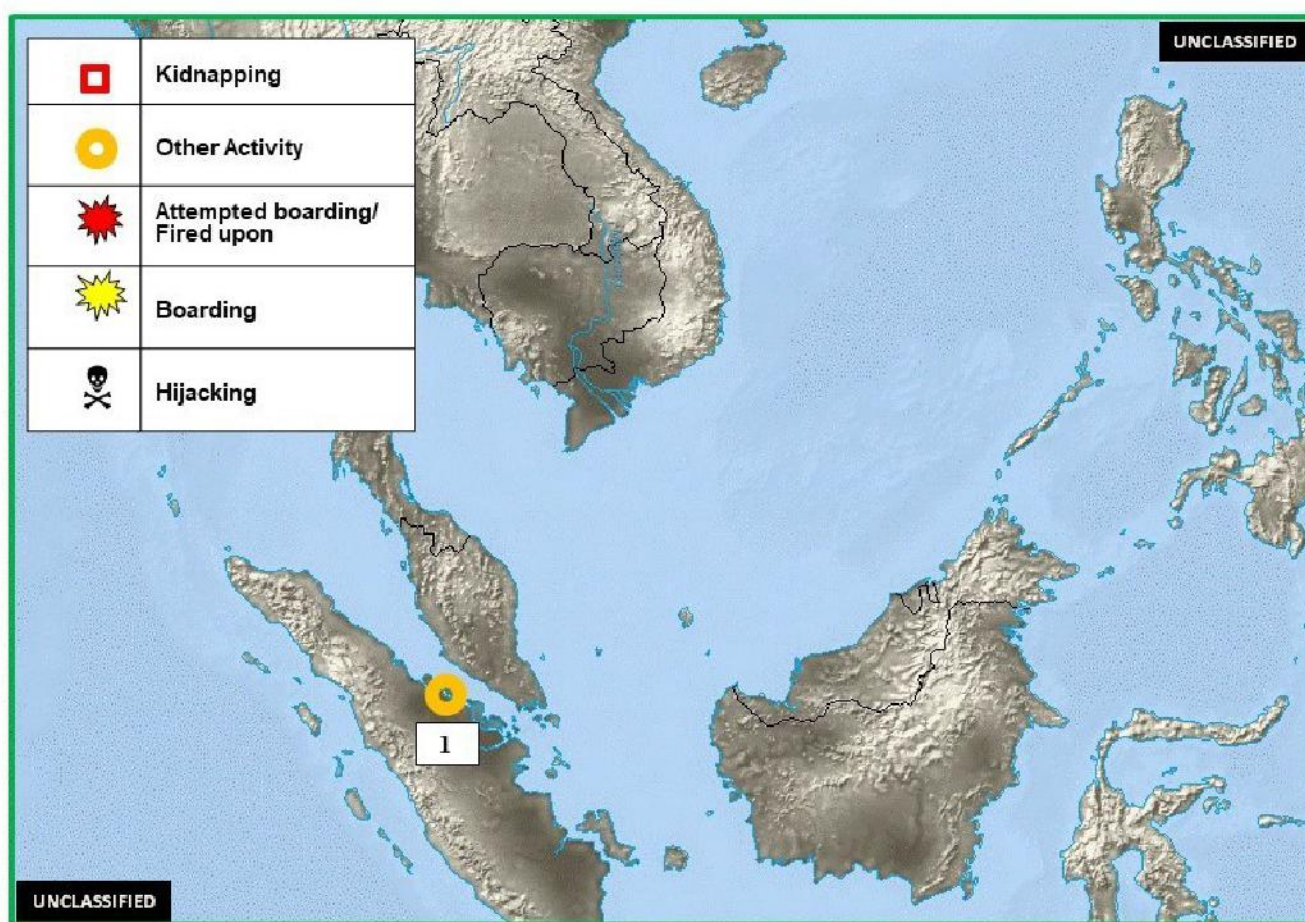 UNCLASSIFIED
Kidnapping
Other Activity
Attempted boarding/
Fired upon
Boarding
Hijacking
1
UNCLASSIFIED